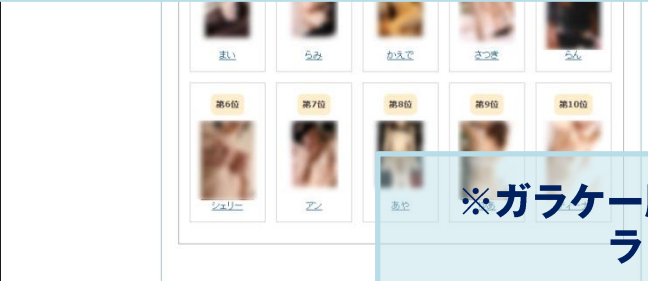 まい らみ かえで さつき らん
第6位 第7位 第8位 第9位 第10位
シェリー アン あや
※ガラケー
ラ